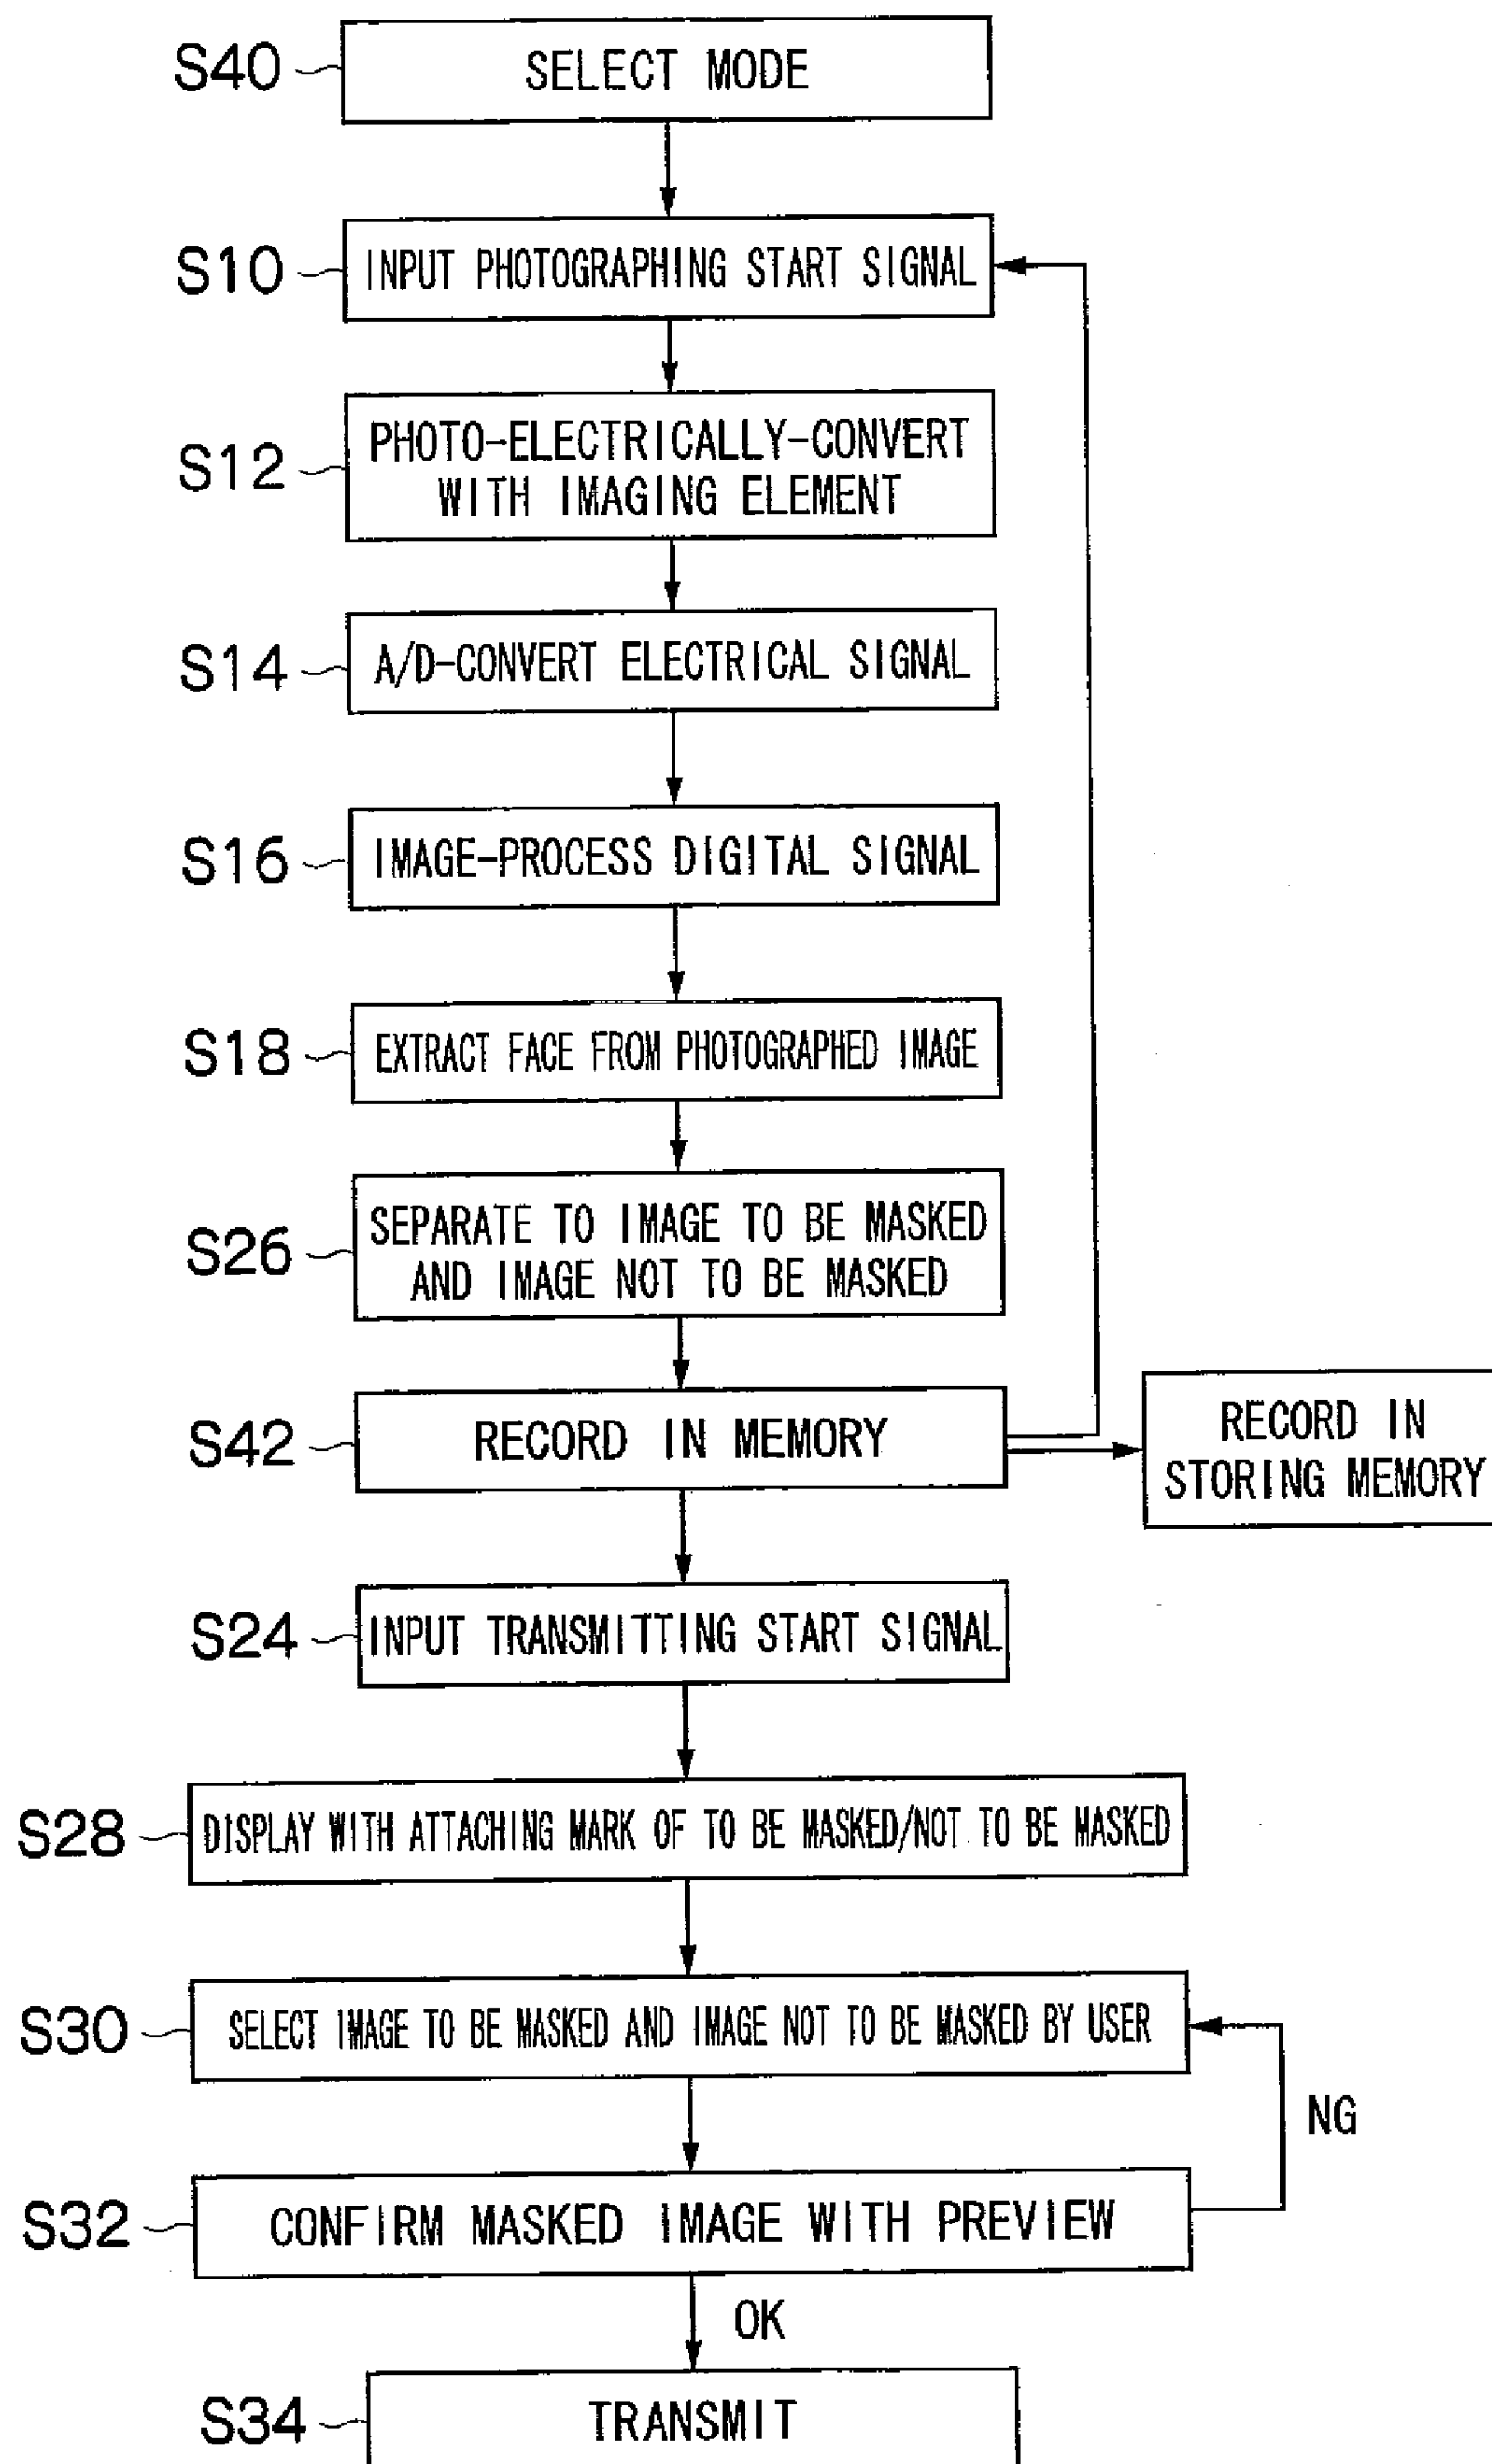 S40
SELECT MODE
S10
INPUT PHOTOGRAPHING START SIGNAL
S12
PHOTO-ELECTRICALLY-CONVERT
WITH IMAGING ELEMENT
S14
A/D-CONVERT ELECTRICAL SIGNAL
S16
IMAGE-PROCESS DIGITAL SIGNAL
S18
EXTRACT FACE FROM PHOTOGRAPHED IMAGE
S26
SEPARATE TO IMAGE TO BE MASKED
AND IMAGE NOT TO BE MASKED
S42
RECORD IN MEMORY
RECORD IN
STORING MEMORY
S24
INPUT TRANSMITTING START SIGNAL
S28
DISPLAY WITH ATTACHING MARK OF TO BE MASKED/NOT TO BE MASKED
S30
SELECT IMAGE TO BE MASKED AND IMAGE NOT TO BE MASKED BY USER
NG
S32
CONFIRM MASKED IMAGE WITH PREVIEW
OK
S34
TRANSMIT